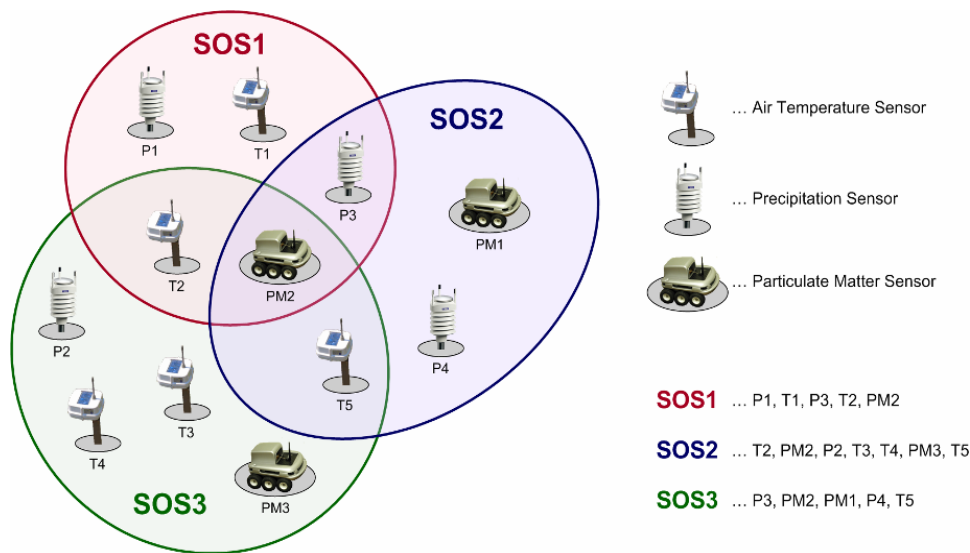 SOS1
SOS2
P1
T1
P3
PM1
T2
PM2
P2
P4
T3
T5
T4
SOS3
PM3
... Air Temperature Sensor
... Precipitation Sensor
... Particulate Matter Sensor
SOS1 ... P1, T1, P3, T2, PM2
SOS2 ... T2, PM2, P2, T3, T4, PM3, T5
SOS3 ... P3, PM2, PM1, P4, T5